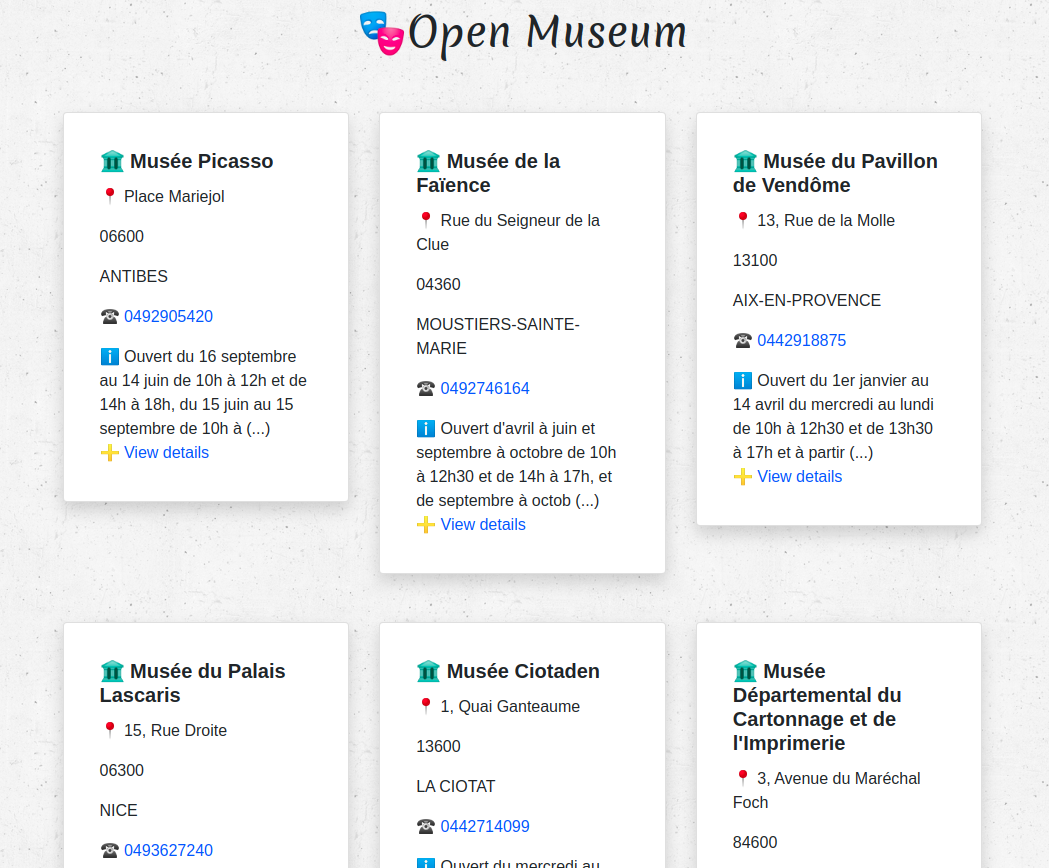 Open Museum
Musée Picasso
Place Mariejol
06600
ANTIBES
0492905420
Ouvert du 16 septembre
au 14 juin de 10h à 12h et de
14h à 18h, du 15 juin au 15
septembre de 10h à (...)
View details
Musée de la
Faïence
Rue du Seigneur de la
Clue
04360
MOUSTIERS-SAINTE-
MARIE
0492746164
Ouvert d'avril à juin et
septembre à octobre de 10h
à 12h30 et de 14h à 17h, et
de septembre à octob (...)
View details
Musée du Pavillon
de Vendôme
13, Rue de la Molle
13100
AIX-EN-PROVENCE
0442918875
Ouvert du 1er janvier au
14 avril du mercredi au lundi
de 10h à 12h30 et de 13h30
à 17h et à partir (...)
View details
Musée du Palais
Lascaris
15, Rue Droite
06300
NICE
0493627240
Musée Ciotaden
1, Quai Ganteaume
13600
LA CIOTAT
0442714099
Ouvert du mercredi au
Musée
Départemental du
Cartonnage et de
l'Imprimerie
3, Avenue du Maréchal
Foch
84600